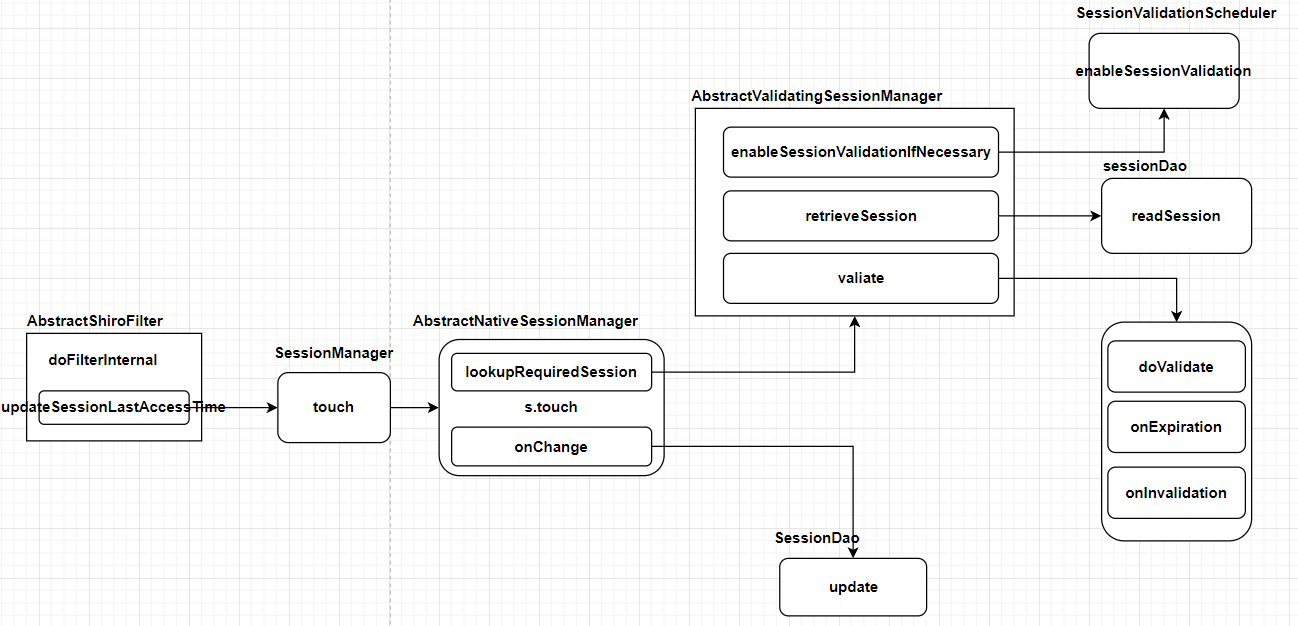 SessionValidationScheduler
enableSessionValidation
AbstractValidatingSessionManager
enableSessionValidationIfNecessary
sessionDao
retrieveSession
readSession
valiate
AbstractShiroFilter
doFilterInternal
updateSessionLastAccessTime
SessionManager
touch
AbstractNativeSessionManager
lookupRequiredSession
s.touch
onChange
doValidate
onExpiration
onInvalidation
SessionDao
update